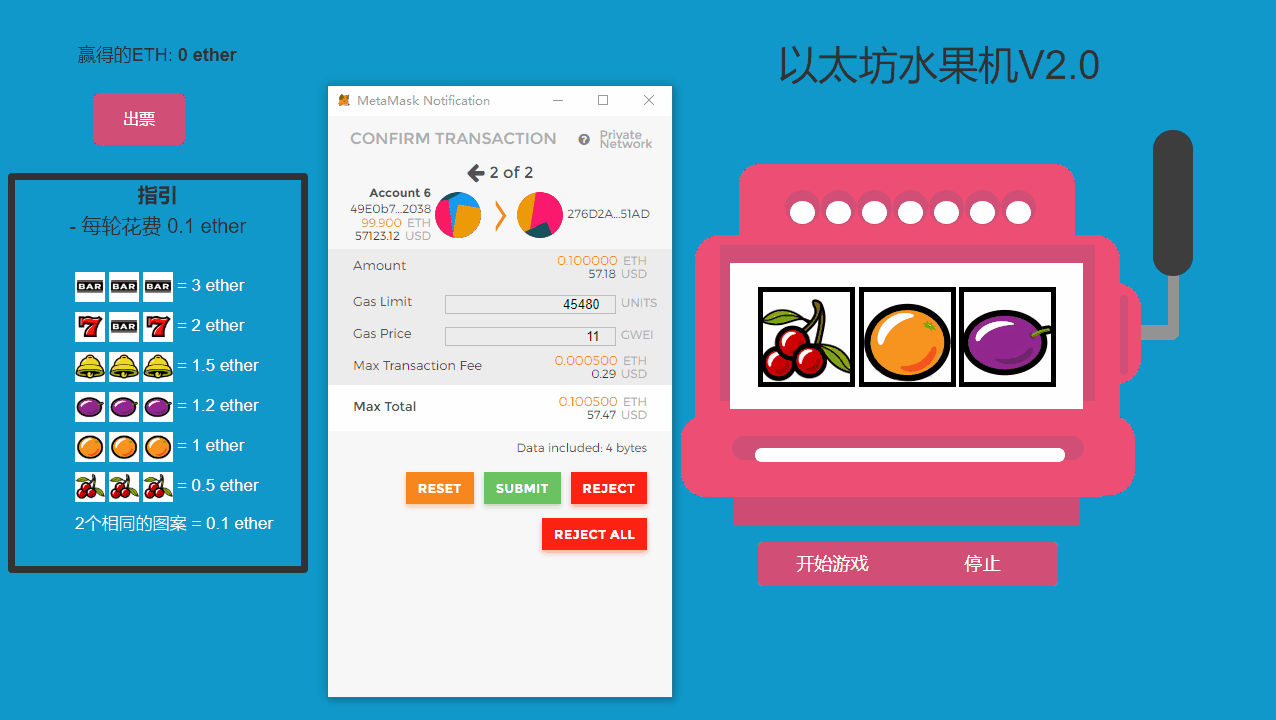 赢得的ETH: 0 ether
出票
指引
- 每轮花费 0.1 ether
BAR BAR BAR = 3 ether
7 BAR 7 = 2 ether
= 1.5 ether
= 1.2 ether
= 1 ether
= 0.5 ether
2个相同的图案 = 0.1 ether
MetaMask Notification
CONFIRM TRANSACTION
? Private
Network
2 of 2
Account 6
49E0b7...2038
99.900 ETH
57123.12 USD
276D2A...51AD
Amount
0.100000 ETH
57.18 USD
Gas Limit 45480 UNITS
Gas Price 11 GWEI
Max Transaction Fee
0.000500 ETH
0.29 USD
Max Total
0.100500 ETH
57.47 USD
Data included: 4 bytes
RESET SUBMIT REJECT
REJECT ALL
以太坊水果机V2.0
开始游戏 停止